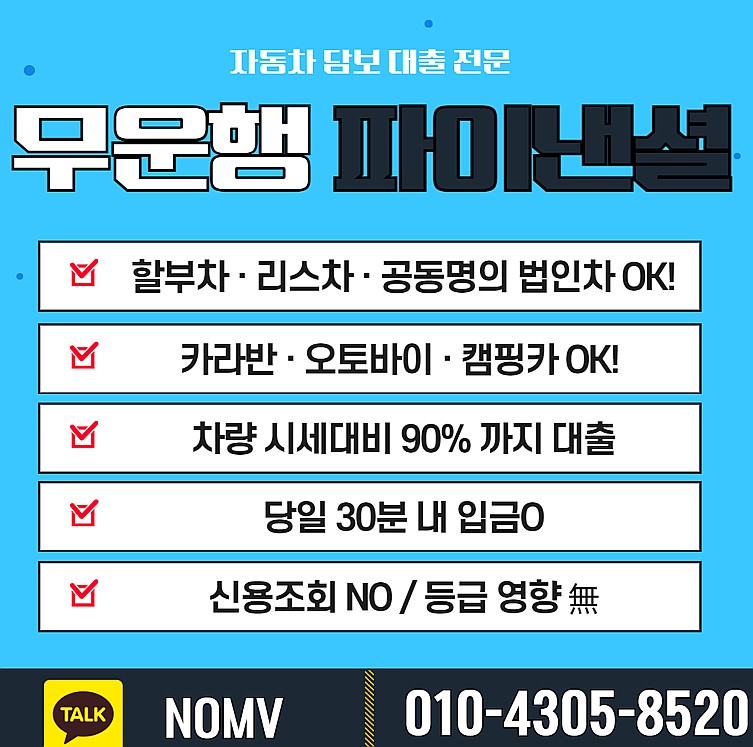 자동차 담보 대출 전문
무운행 파이낸셜
할부차 · 리스차 · 공동명의 법인차 OK!
카라반 · 오토바이 · 캠핑카 OK!
차량 시세대비 90% 까지 대출
당일 30분 내 입금O
신용조회 NO / 등급 영향 無
TALK NOMV 010-4305-8520